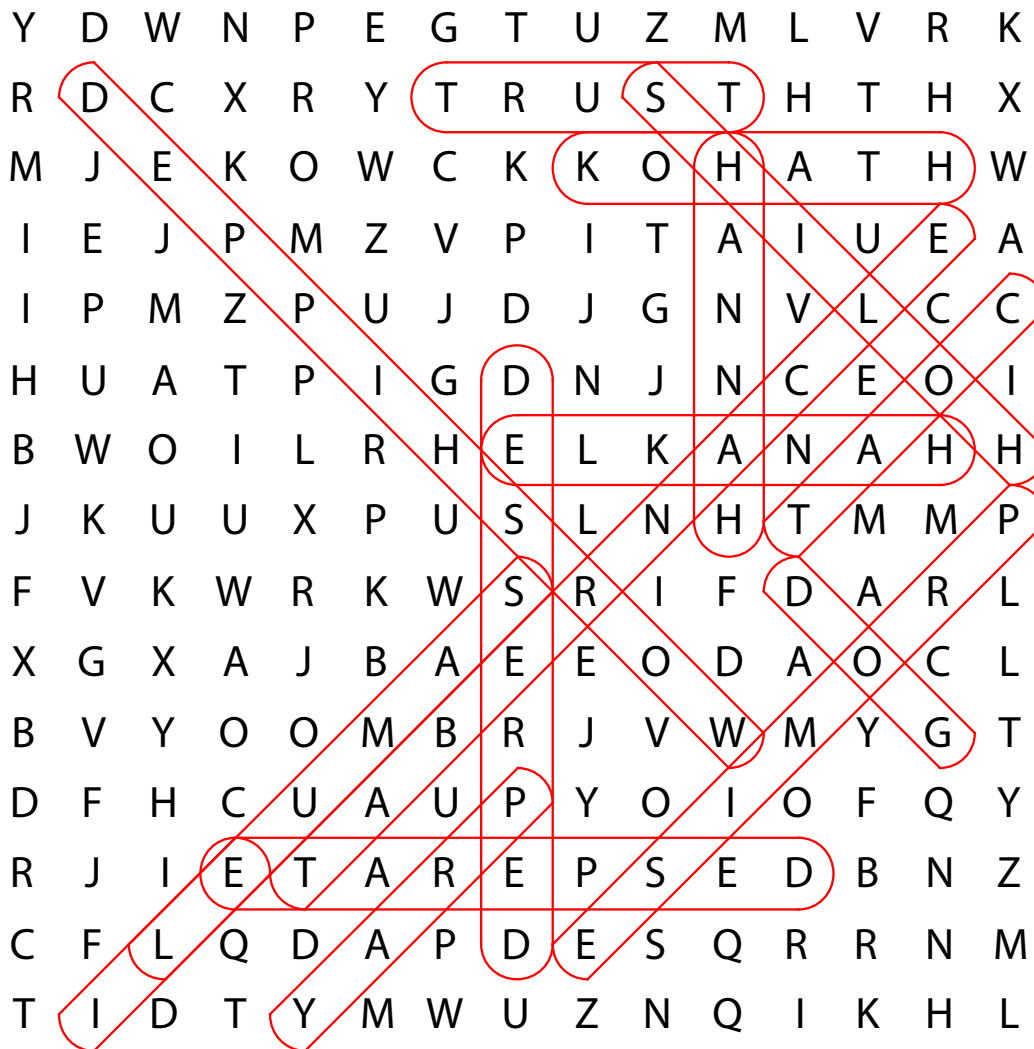 Y D W N P E G T U Z M L V R K
R D C X R Y T R U S T H T H X
M J E K O W C K K O H A T H W
I E J P M Z V P I T A I U E A
I P M Z P U J D J G N V L C C
H U A T P I G D N J N C E O I
B W O I L R H E L K A N A H H
J K U U X P U S L N H T M M P
F V K W R K W S R I F D A R L
X G X A J B A E E O D A O C L
B V Y O O M B R J V W M Y G T
D F H C U A U P Y O I O F Q Y
R J I E T A R E P S E D B N Z
C F L Q D A P D E S Q R R N M
T I D T Y M W U Z N Q I K H L